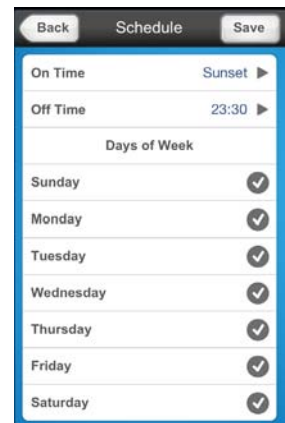 Back Schedule Save
On Time Sunset
Off Time 23:30
Days of Week
Sunday
Monday
Tuesday
Wednesday
Thursday
Friday
Saturday